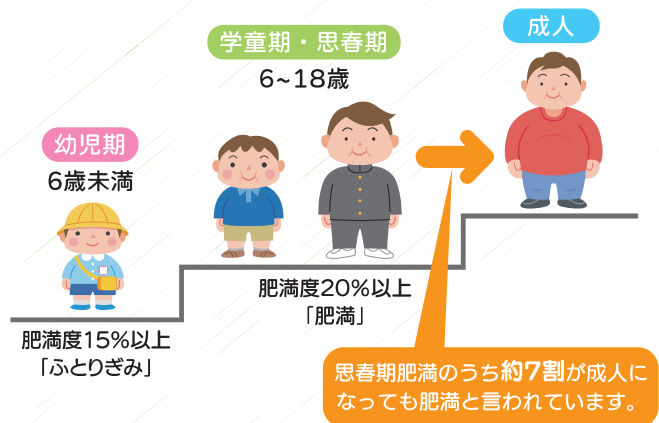 幼児期
6歳未満
肥満度15%以上
「ふとりぎみ」
学童期・思春期
6~18歳
肥満度20%以上
「肥満」
成人
思春期肥満のうち約7割が成人に
なっても肥満と言われています。